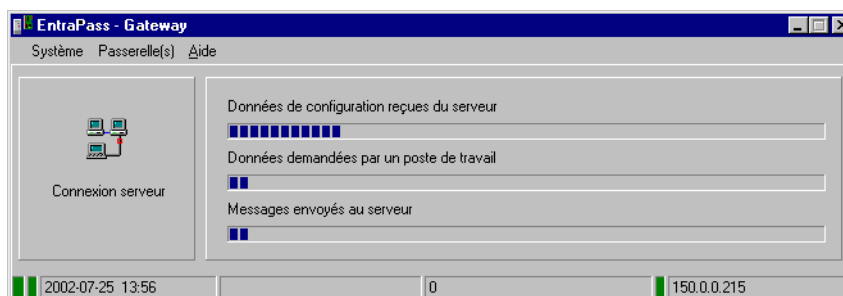 EntraPass - Gateway
Système Passerelle(s) Aide
Données de configuration reçues du serveur
Données demandées par un poste de travail
Connexion serveur
Messages envoyés au serveur
2002-07-25 13:56 0 150.0.0.215